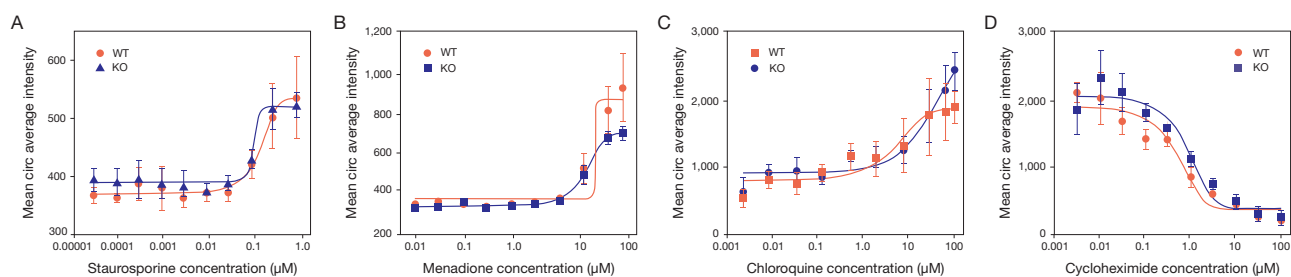 A
Mean circ average intensity
600
500
400
300
WT
KO
0.00001
0.0001
0.001
0.01
0.1
1.0
Staurosporine concentration (µM)
B
Mean circ average intensity
1,200
1,000
800
600
400
200
WT
KO
0.01
0.1
1.0
10
100
Menadione concentration (µM)
C
Mean circ average intensity
3,000
2,000
1,000
0
WT
KO
0.001
0.01
0.1
1
10
100
Chloroquine concentration (µM)
D
Mean circ average intensity
3,000
2,000
1,000
0
WT
KO
0.001
0.01
0.1
1.0
10
100
Cycloheximide concentration (µM)